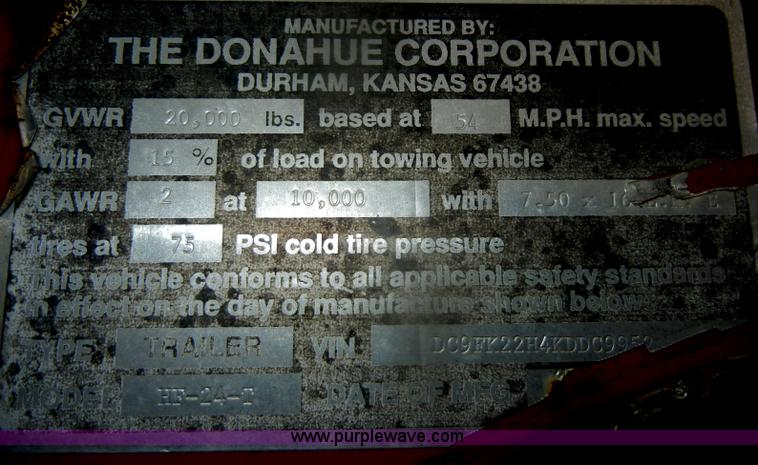 MANUFACTURED BY:
THE DONAHUE CORPORATION
DURHAM, KANSAS 67438
GVWR 20,000 lbs. based at 54 M.P.H. max. speed
with 15 % of load on towing vehicle
GAWR 2 at 10,000 with 7.50 x E
tires at 75 PSI cold tire pressure
This vehicle conforms to all applicable safety standards
in effect on the day of manufacture shown below
TYPE TRAILER VIN
MODEL HF-24-T DATE OF MFG
www.purplewave.com